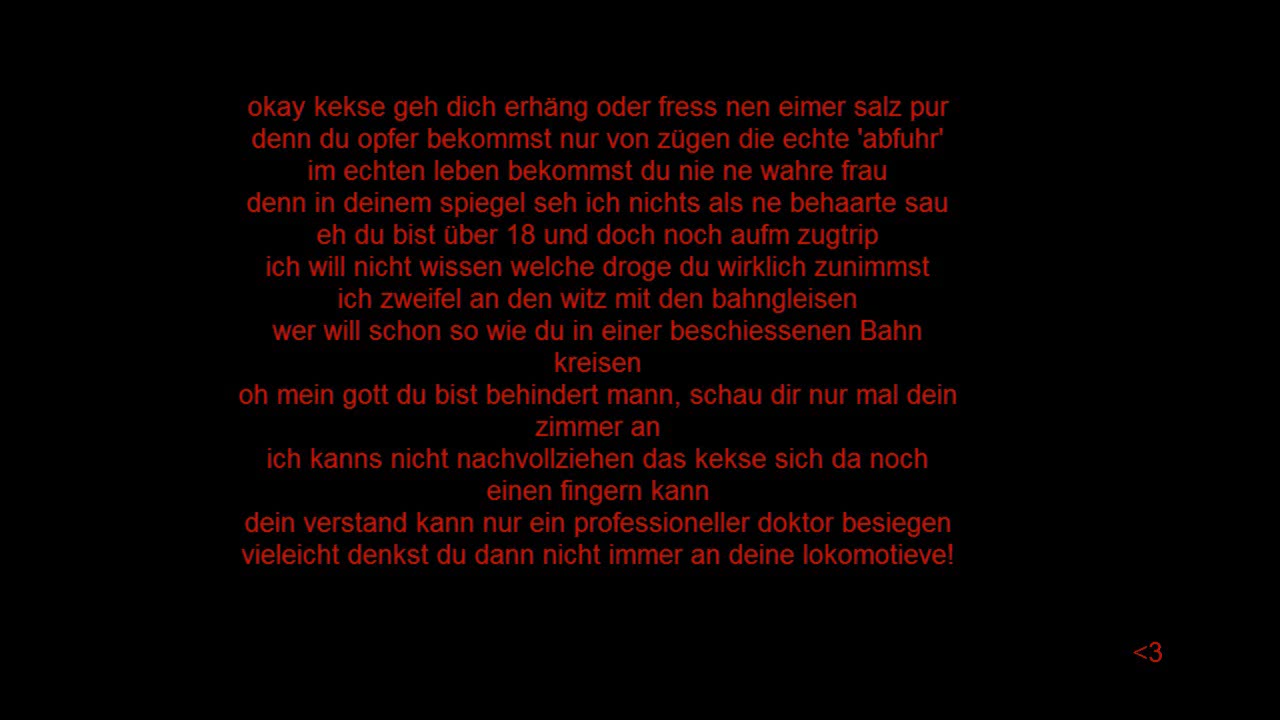 okay kekse geh dich erhäng oder fress nen eimer salz pur
denn du opfer bekommst nur von zügen die echte 'abfuhr'
im echten leben bekommst du nie ne wahre frau
denn in deinem spiegel seh ich nichts als ne behaarte sau
eh du bist über 18 und doch noch aufm zugtrip
ich will nicht wissen welche droge du wirklich zunimmst
ich zweifel an den witz mit den bahngleisen
wer will schon so wie du in einer beschiessenen Bahn
kreisen
oh mein gott du bist behindert mann, schau dir nur mal dein
zimmer an
ich kanns nicht nachvollziehen das kekse sich da noch
einen fingern kann
dein verstand kann nur ein professioneller doktor besiegen
vieleicht denkst du dann nicht immer an deine lokomotieve!
<3